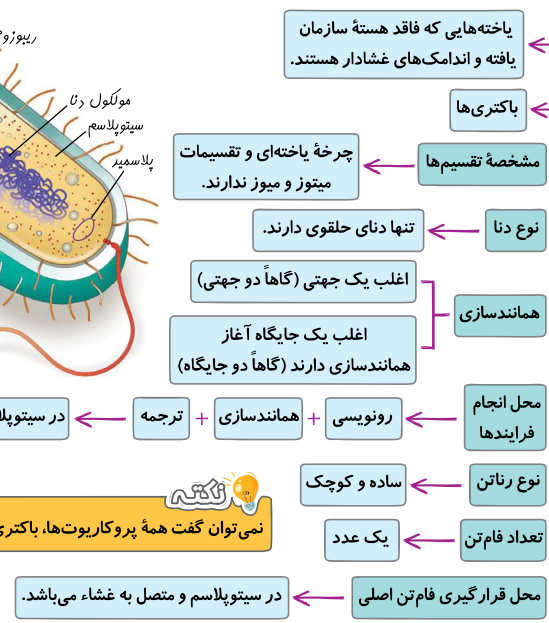 یاخته‌هایی که فاقد هستهٔ سازمان
یافته و اندامک‌های غشادار هستند.
باکتری‌ها
مولکول دنا
سیتوپلاسم
پلاسمید
مشخصهٔ تقسیم‌ها
چرخهٔ یاخته‌ای و تقسیمات
میتوز و میوز ندارند.
نوع دنا
تنها دنای حلقوی دارند.
همانندسازی
اغلب یک جهتی (گاهاً دو جهتی)
اغلب یک جایگاه آغاز
همانندسازی دارند (گاهاً دو جایگاه)
محل انجام
فرایندها
رونویسی + همانندسازی + ترجمه
در
نوع رناتن
ساده و کوچک
نکته
نمی‌توان گفت همهٔ پروکاریوت‌ها،
تعداد فام‌تن
یک عدد
محل قرارگیری فام‌تن اصلی
در سیتوپلاسم و متصل به غشاء می‌باشد.